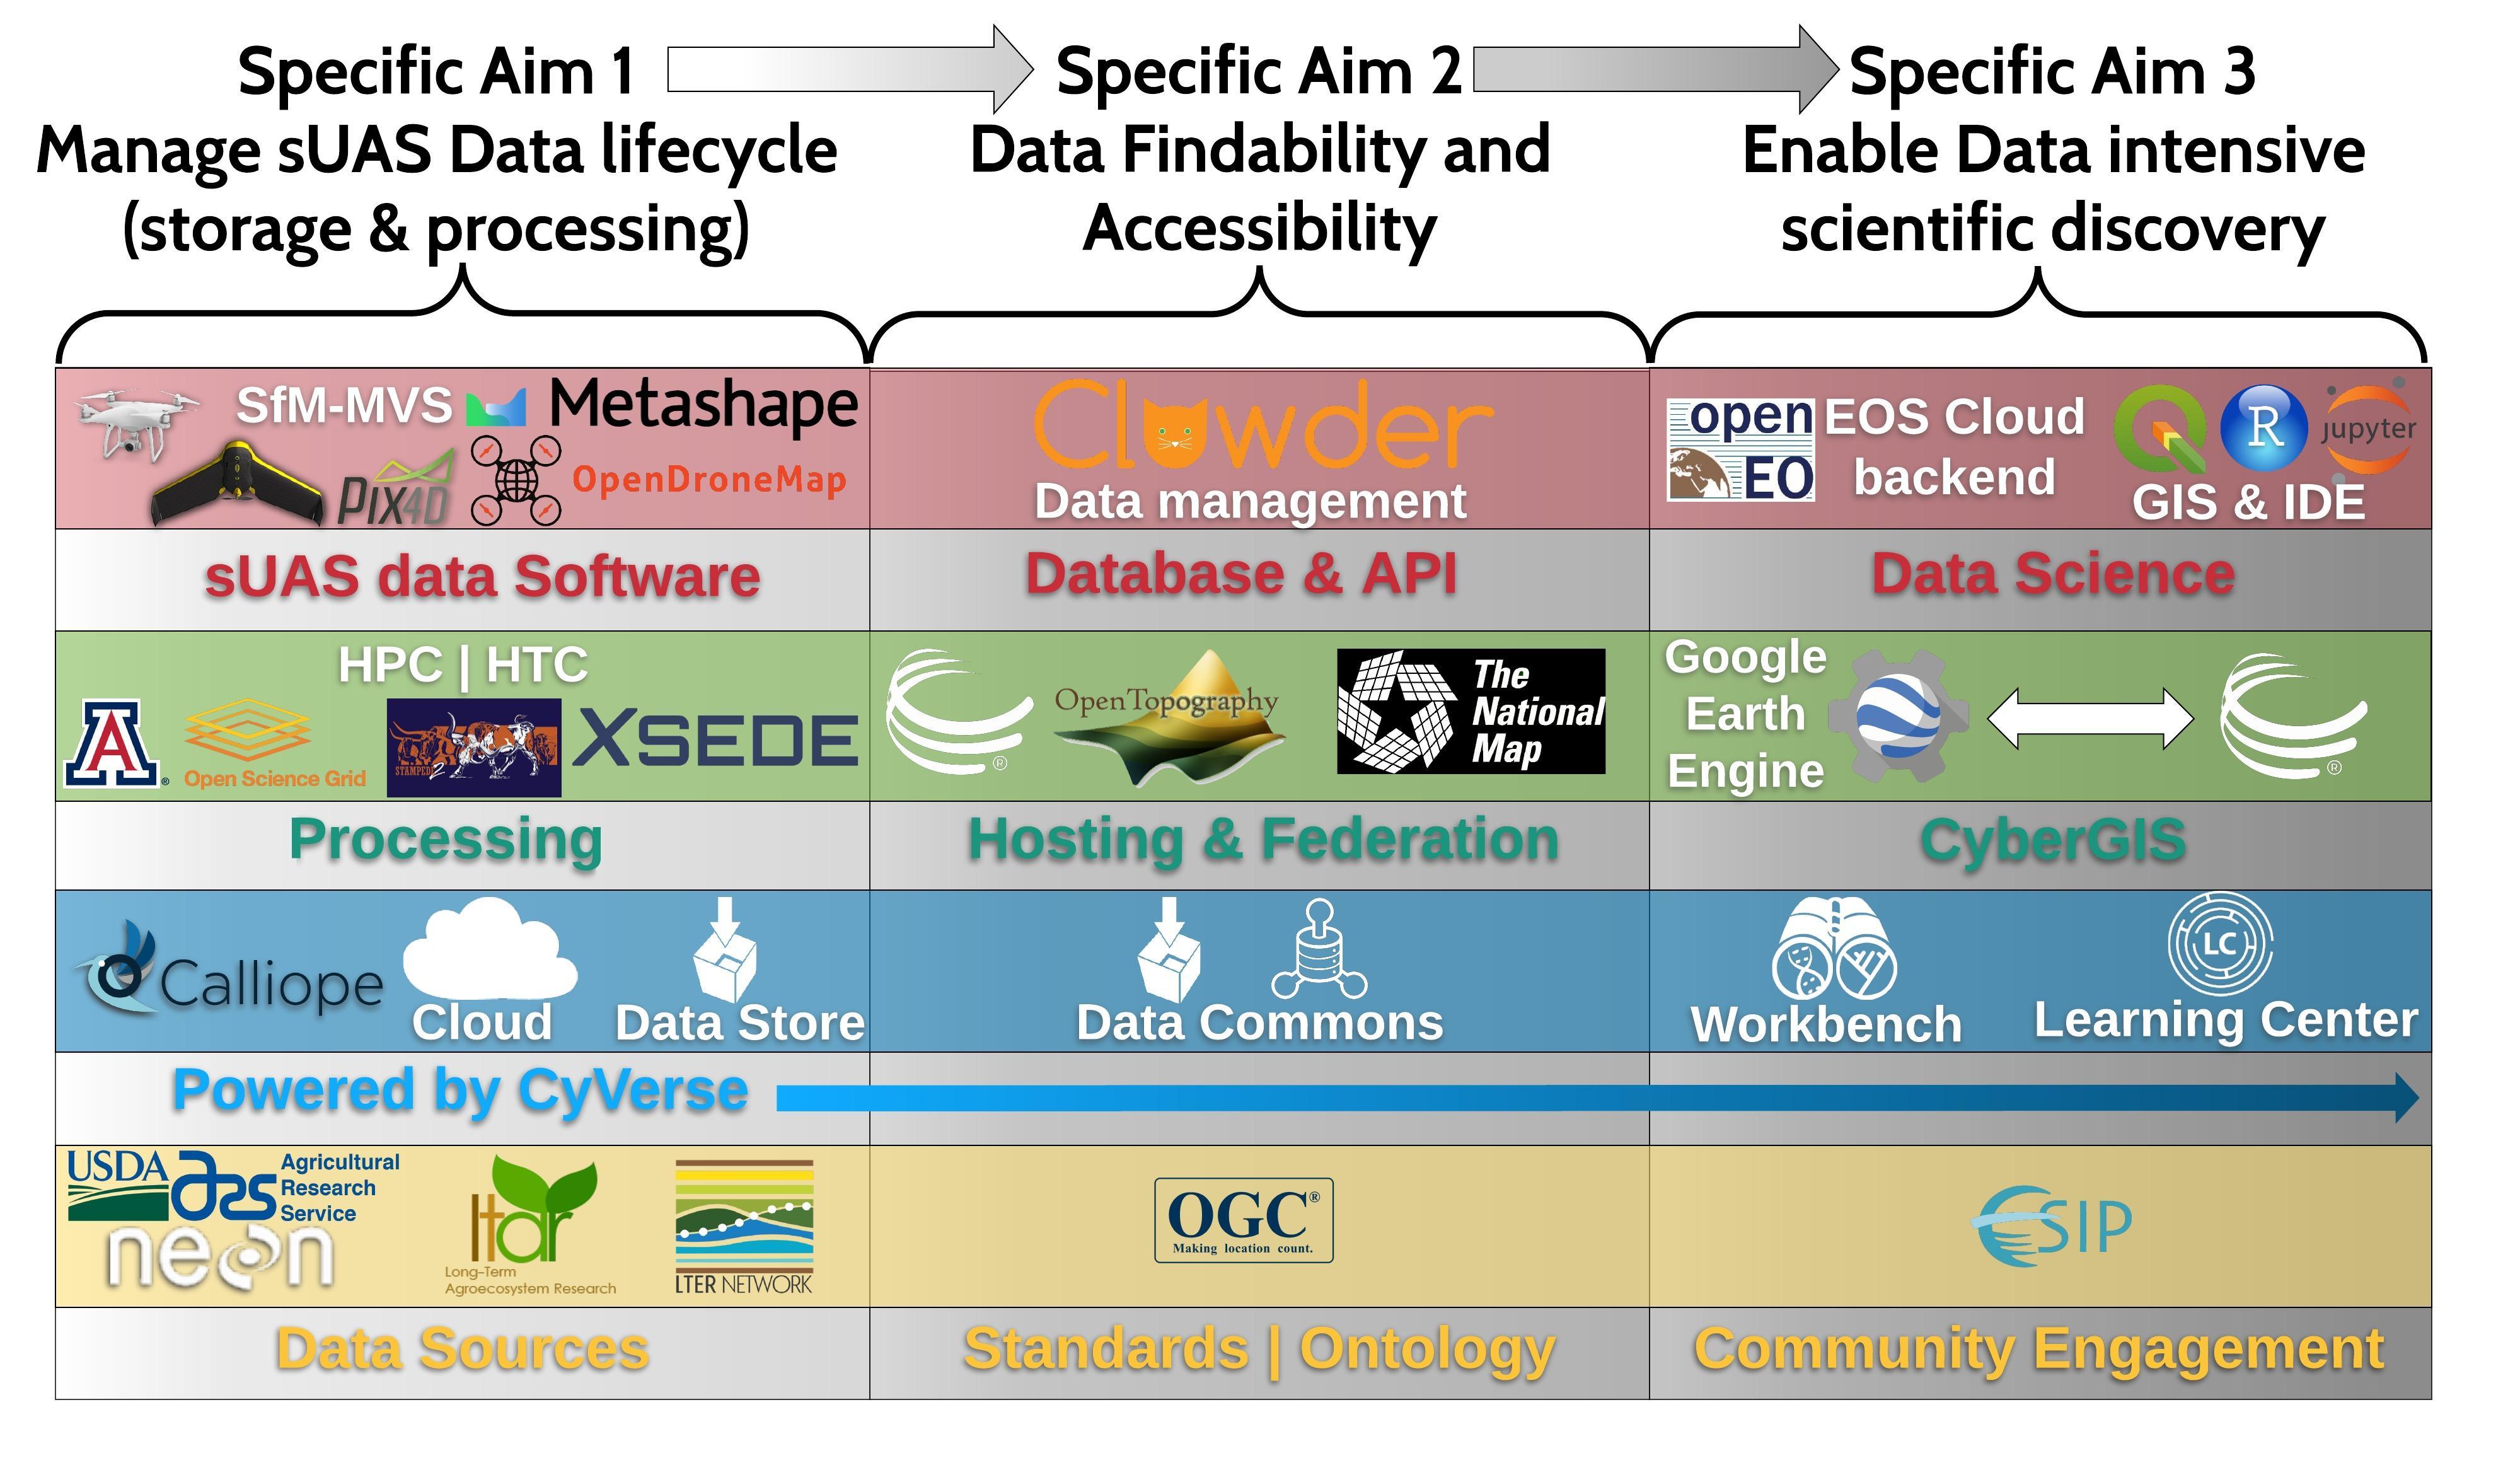 Specific Aim 1
Manage sUAS Data lifecycle
(storage & processing)
Specific Aim 2
Data Findability and
Accessibility
Specific Aim 3
Enable Data intensive
scientific discovery
SfM-MVS
Metashape
PIX4D
OpenDroneMap
Clowder
Data management
open
EO
EOS Cloud
backend
R
jupyter
GIS & IDE
sUAS data Software
Database & API
Data Science
HPC | HTC
A
®
Open Science Grid
STAMPEDE
2
XSEDE
®
OpenTopography
The
National
Map
Google
Earth
Engine
®
Processing
Hosting & Federation
CyberGIS
Calliope
Cloud
Data Store
Data Commons
Workbench
LC
Learning Center
Powered by CyVerse
USDA
ars
Agricultural
Research
Service
neon
ltar
Long-Term
Agroecosystem Research
LTER NETWORK
OGC®
Making location count.
ESIP
Data Sources
Standards | Ontology
Community Engagement